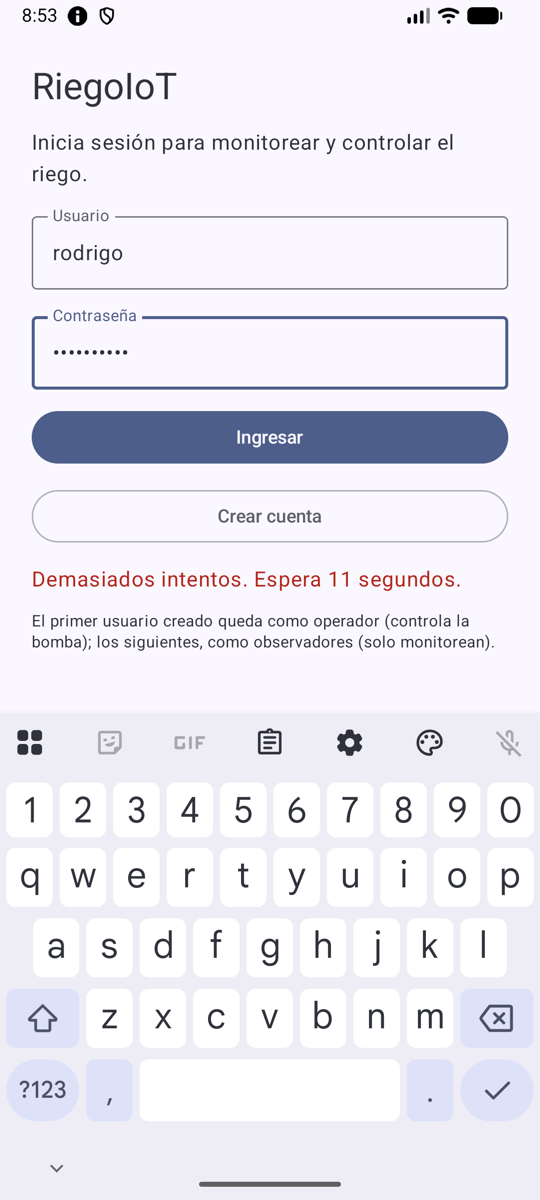 8:53
RiegoIoT
Inicia sesión para monitorear y controlar el
riego.
Usuario
rodrigo
Contraseña
••••••••••
Ingresar
Crear cuenta
Demasiados intentos. Espera 11 segundos.
El primer usuario creado queda como operador (controla la
bomba); los siguientes, como observadores (solo monitorean).
GIF
1 2 3 4 5 6 7 8 9 0
q w e r t y u i o p
a s d f g h j k l
z x c v b n m
?123 , .